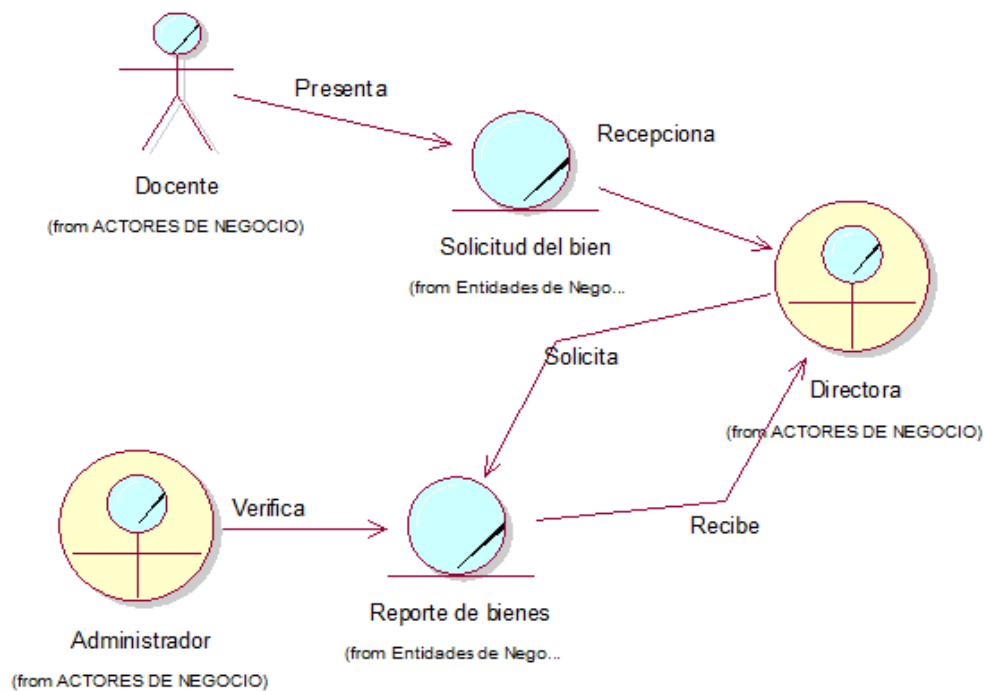 Presenta
Recepciona
Docente
(from ACTORES DE NEGOCIO)
Solicitud del bien
(from Entidades de Nego...
Solicita
Directora
(from ACTORES DE NEGOCIO)
Verifica
Recibe
Reporte de bienes
(from Entidades de Nego...
Administrador
(from ACTORES DE NEGOCIO)